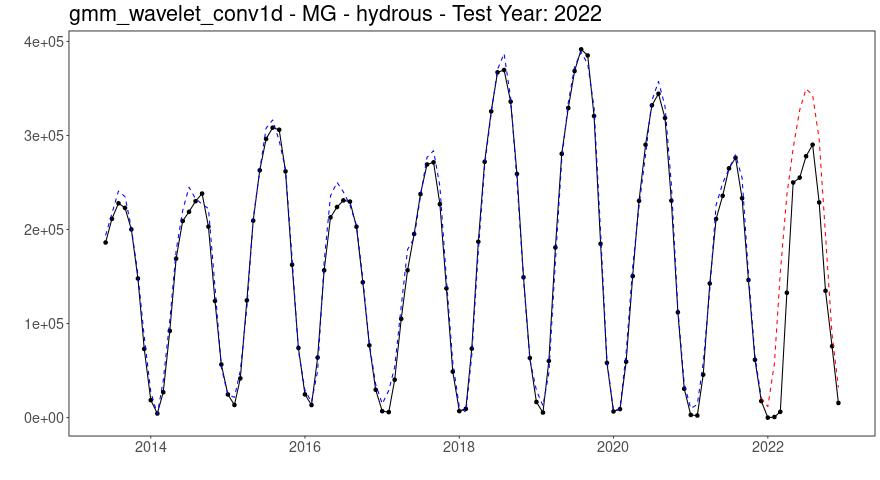 gmm_wavelet_conv1d - MG - hydrous - Test Year: 2022
4e+05
3e+05
2e+05
1e+05
0e+00
2014 2016 2018 2020 2022